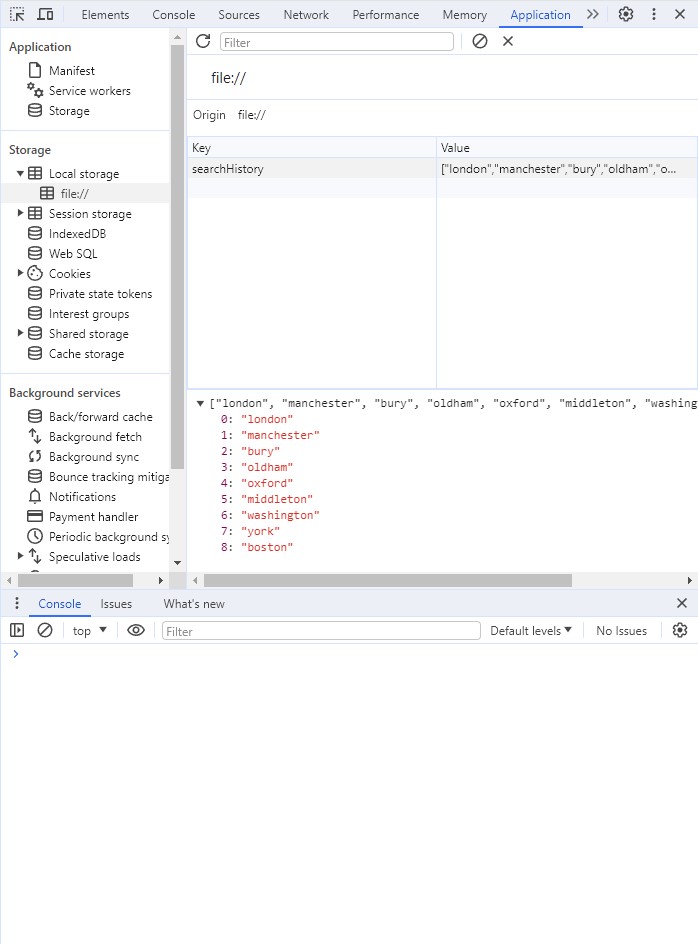 Elements Console Sources Network Performance Memory Application
Application
Manifest
Service workers
Storage
Storage
Local storage
file://
Session storage
IndexedDB
Web SQL
Cookies
Private state tokens
Interest groups
Shared storage
Cache storage
Background services
Back/forward cache
Background fetch
Background sync
Bounce tracking mitiga
Notifications
Payment handler
Periodic background sy
Speculative loads
Filter
file://
Origin file://
Key Value
searchHistory ["london","manchester","bury","oldham","o...
["london", "manchester", "bury", "oldham", "oxford", "middleton", "washing
0: "london"
1: "manchester"
2: "bury"
3: "oldham"
4: "oxford"
5: "middleton"
6: "washington"
7: "york"
8: "boston"
Console Issues What's new
top Filter Default levels No Issues